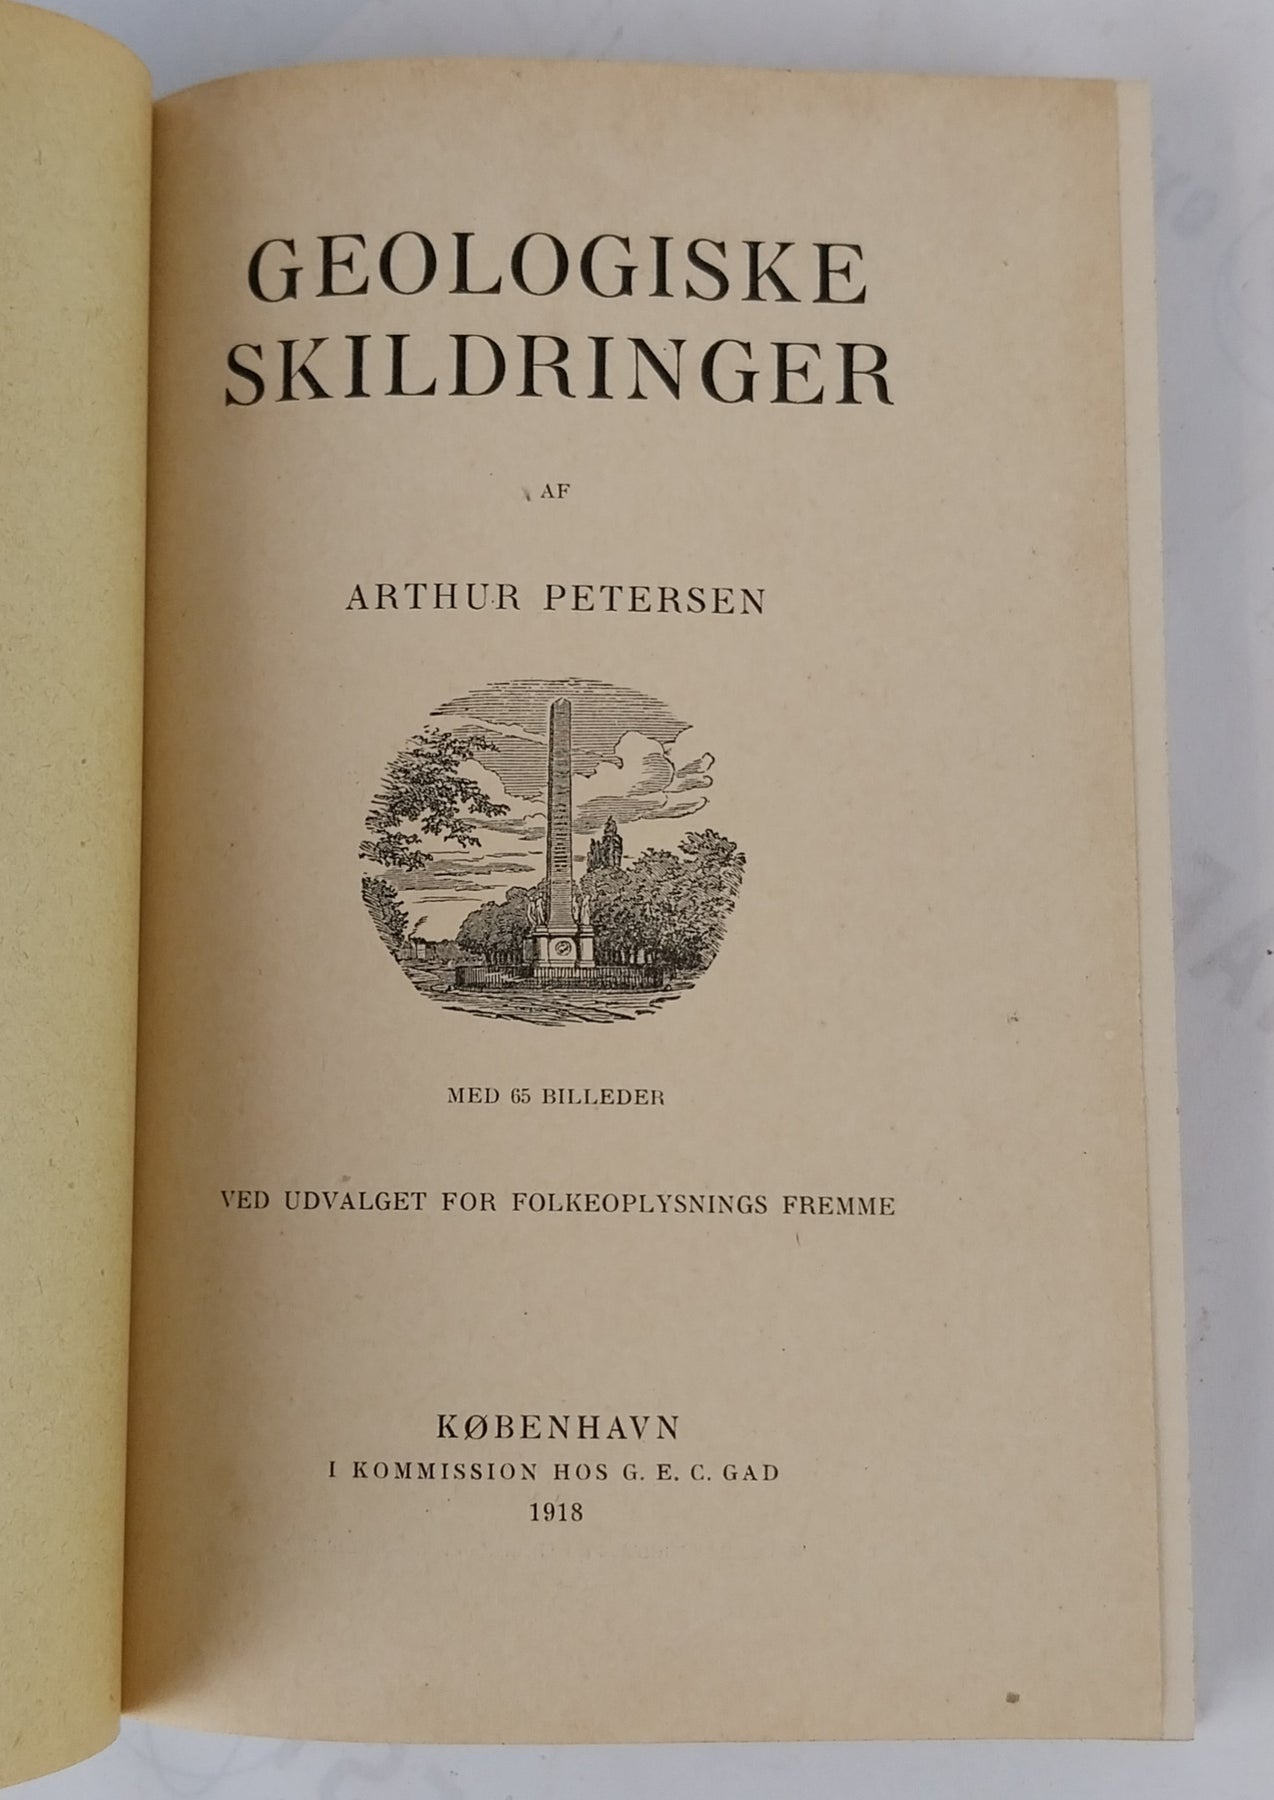 GEOLOGISKE
SKILDRINGER
AF
ARTHUR PETERSEN
MED 65 BILLEDER
VED UDVALGET FOR FOLKEOPLYSNINGS FREMME
KØBENHAVN
I KOMMISSION HOS G. E. C. GAD
1918